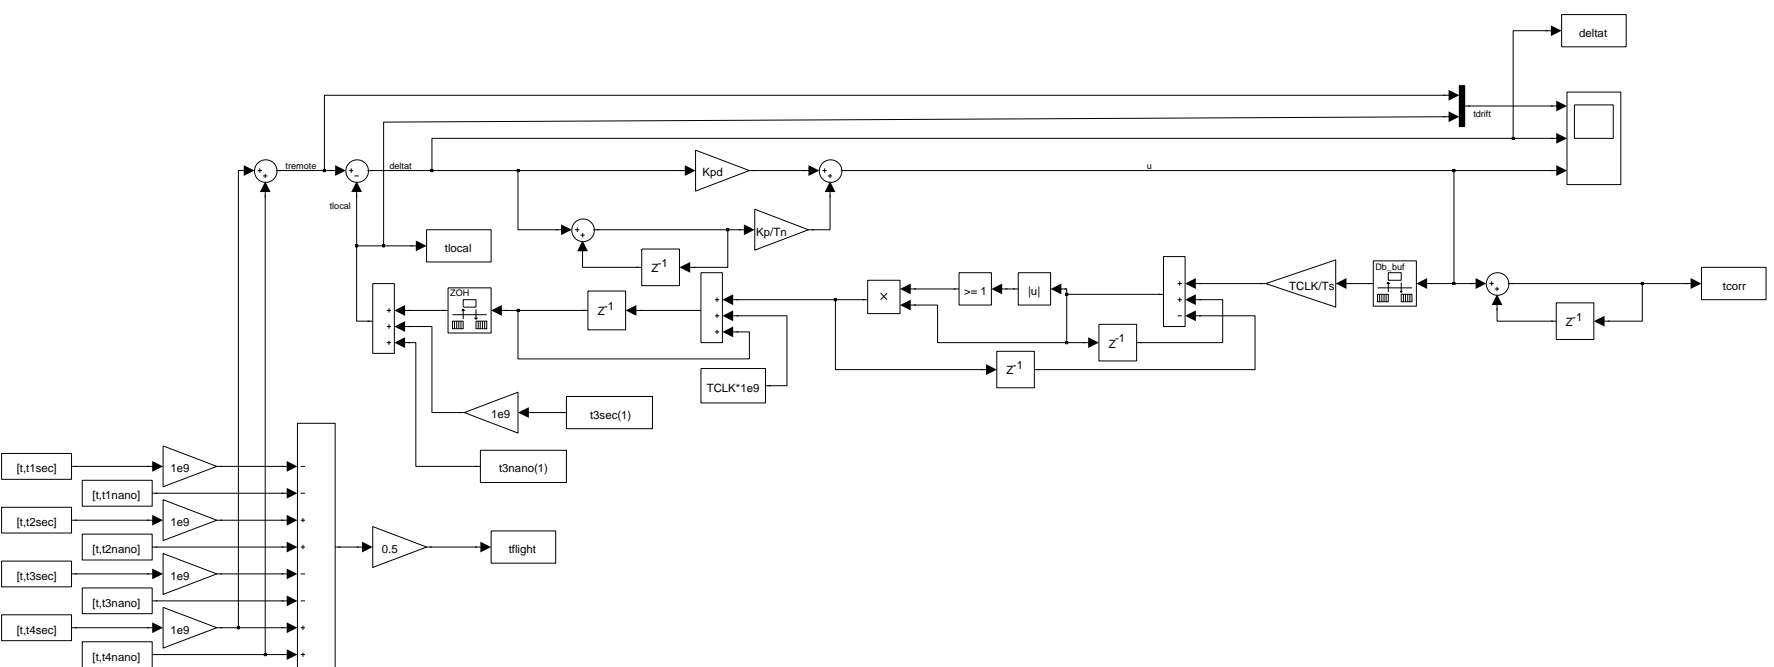 deltat
tdrift
tremote
deltat
Kpd
u
tlocal
tlocal
Kp/Tn
Z-1
ZOH
Z-1
×
>= 1
|u|
TCLK/Ts
Db_buf
tcorr
Z-1
Z-1
Z-1
TCLK*1e9
1e9
t3sec(1)
t3nano(1)
[t,t1sec]
1e9
[t,t1nano]
[t,t2sec]
1e9
[t,t2nano]
0.5
tflight
[t,t3sec]
1e9
[t,t3nano]
[t,t4sec]
1e9
[t,t4nano]